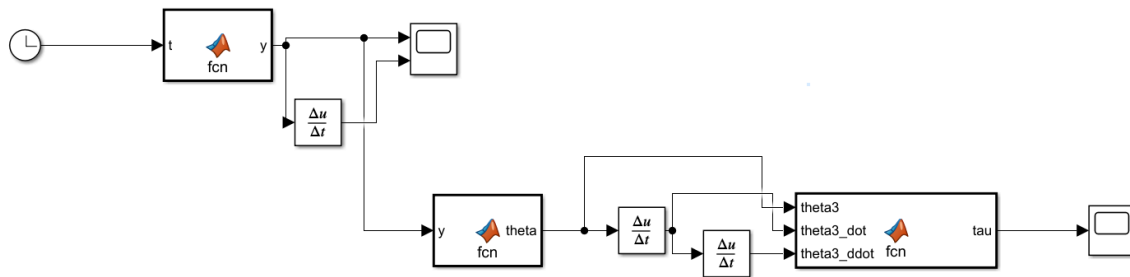 t
y
fcn
Δu
Δt
y
theta
fcn
Δu
Δt
Δu
Δt
theta3
theta3_dot
theta3_ddot
fcn
tau